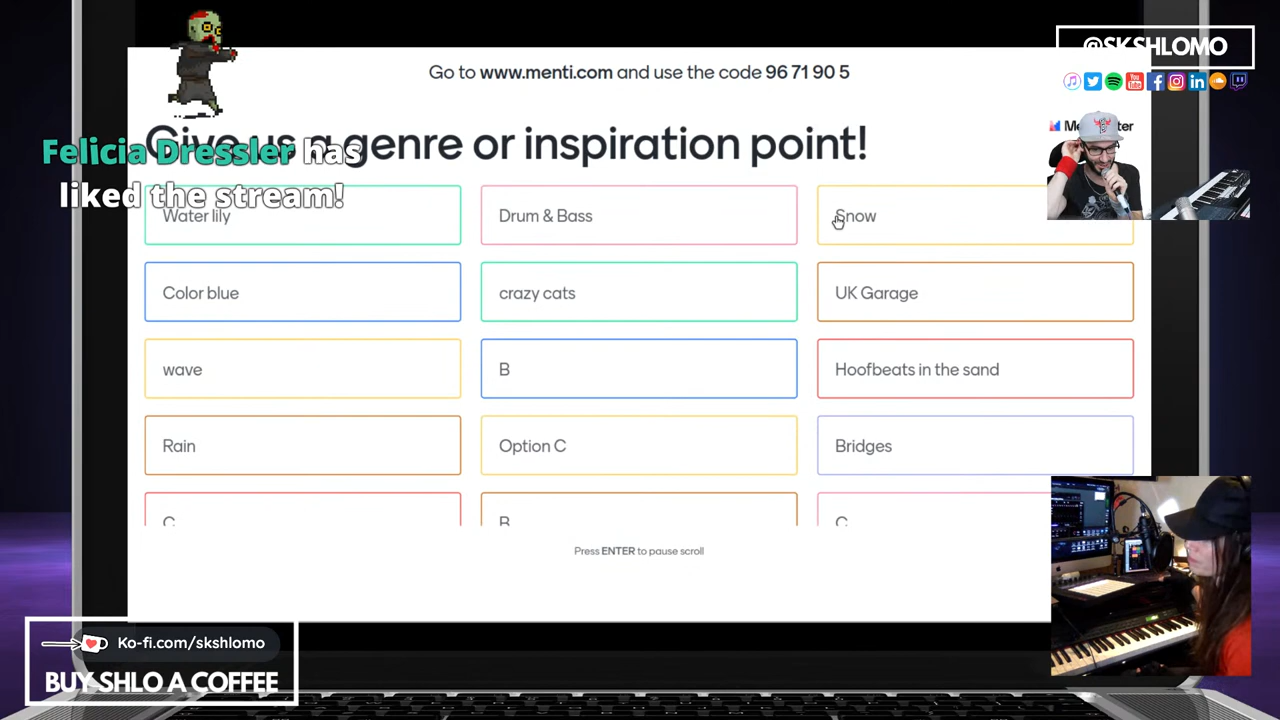 @SKSHLOMO
Go to www.menti.com and use the code 96 71 90 5
Give us a genre or inspiration point!
Felicia Dressler has
liked the stream!
Water lily
Drum & Bass
Snow
Color blue
crazy cats
UK Garage
wave
B
Hoofbeats in the sand
Rain
Option C
Bridges
C
B
C
Press ENTER to pause scroll
Ko-fi.com/skshlomo
BUY SHLO A COFFEE